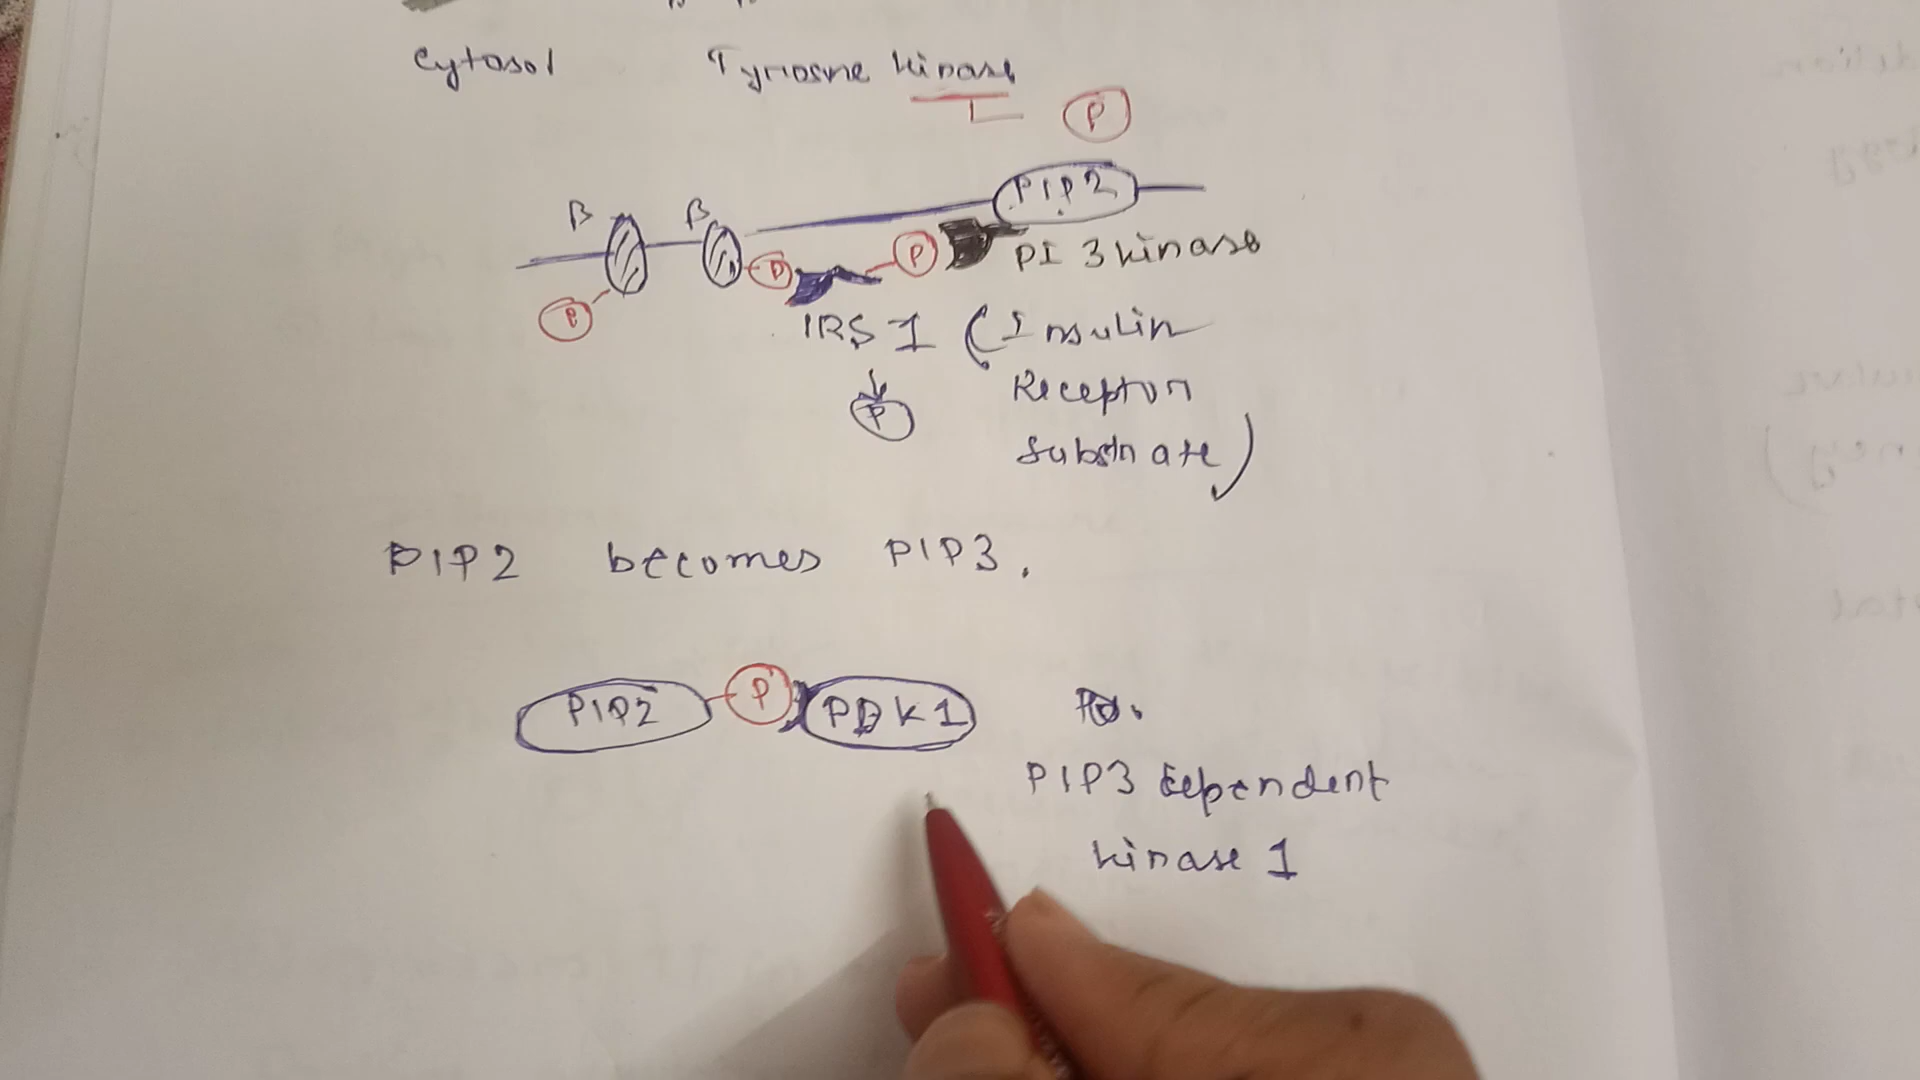 Cytosol Tyrosine kinase
P
PIP2
B B
P P PI 3 kinase
P
IRS 1 (Insulin
Receptor
P
Substrate)
PIP2 becomes PIP3.
PIP2 P PDK1
PIP3 dependent
kinase 1